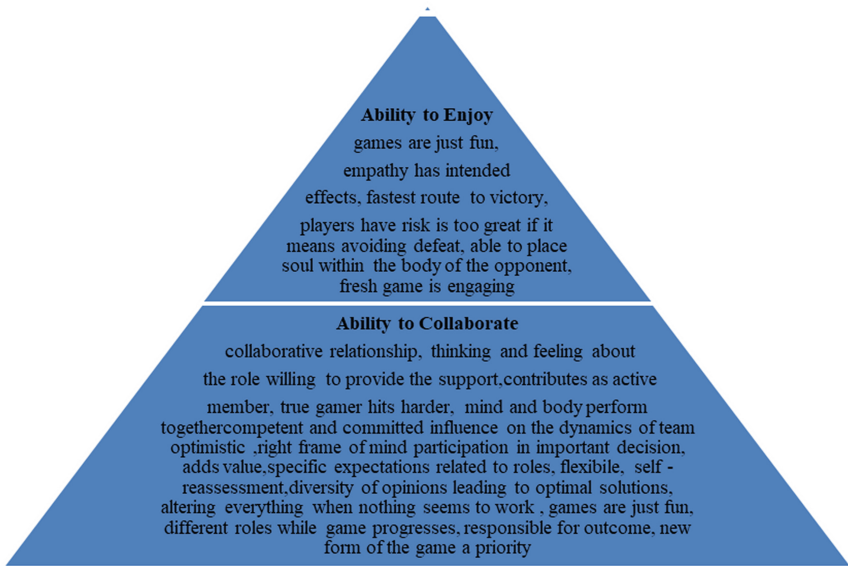 Ability to Enjoy
games are just fun,
empathy has intended
effects, fastest route to victory,
players have risk is too great if it
means avoiding defeat, able to place
soul within the body of the opponent,
fresh game is engaging
Ability to Collaborate
collaborative relationship, thinking and feeling about
the role willing to provide the support,contributes as active
member, true gamer hits harder, mind and body perform
togethercompetent and committed influence on the dynamics of team
optimistic ,right frame of mind participation in important decision,
adds value,specific expectations related to roles, flexibile, self -
reassessment,diversity of opinions leading to optimal solutions,
altering everything when nothing seems to work , games are just fun,
different roles while game progresses, responsible for outcome, new
form of the game a priority